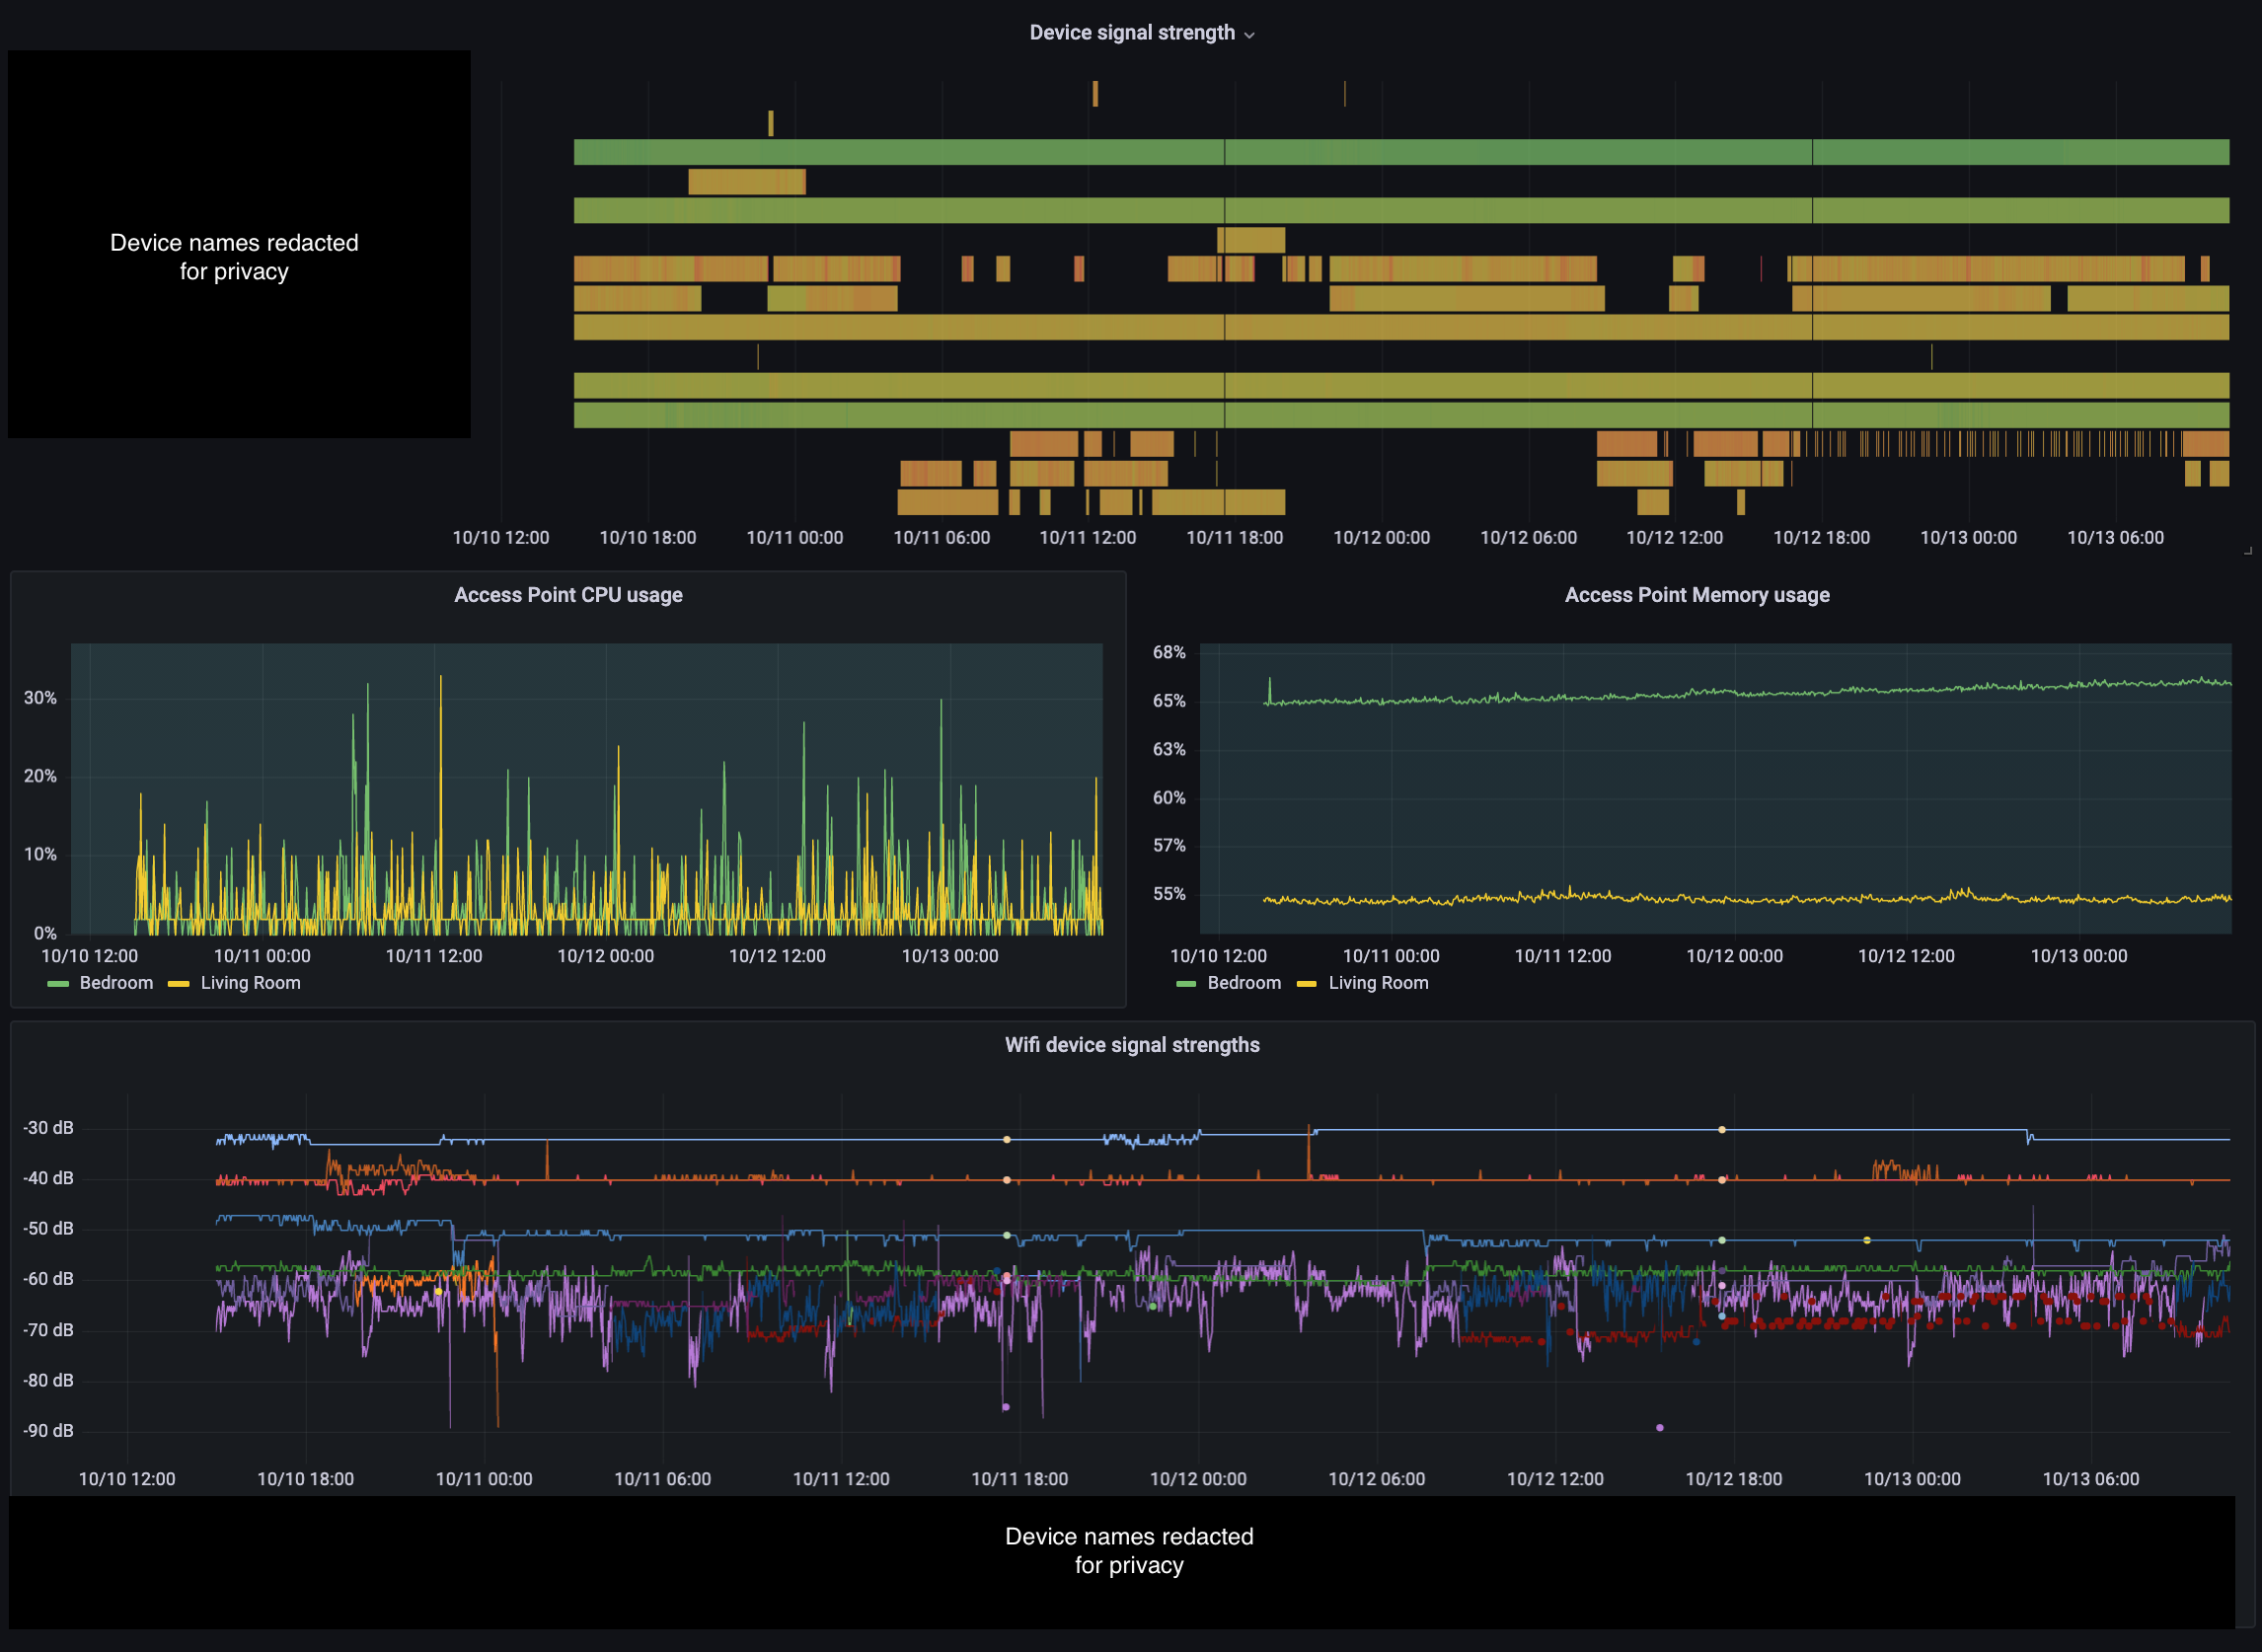 Device signal strength
Device names redacted
for privacy
10/10 12:00 10/10 18:00 10/11 00:00 10/11 06:00 10/11 12:00 10/11 18:00 10/12 00:00 10/12 06:00 10/12 12:00 10/12 18:00 10/13 00:00 10/13 06:00
Access Point CPU usage
30%
20%
10%
0%
10/10 12:00 10/11 00:00 10/11 12:00 10/12 00:00 10/12 12:00 10/13 00:00
Bedroom Living Room
Access Point Memory usage
68%
65%
63%
60%
57%
55%
10/10 12:00 10/11 00:00 10/11 12:00 10/12 00:00 10/12 12:00 10/13 00:00
Bedroom Living Room
Wifi device signal strengths
-30 dB
-40 dB
-50 dB
-60 dB
-70 dB
-80 dB
-90 dB
10/10 12:00 10/10 18:00 10/11 00:00 10/11 06:00 10/11 12:00 10/11 18:00 10/12 00:00 10/12 06:00 10/12 12:00 10/12 18:00 10/13 00:00 10/13 06:00
Device names redacted
for privacy